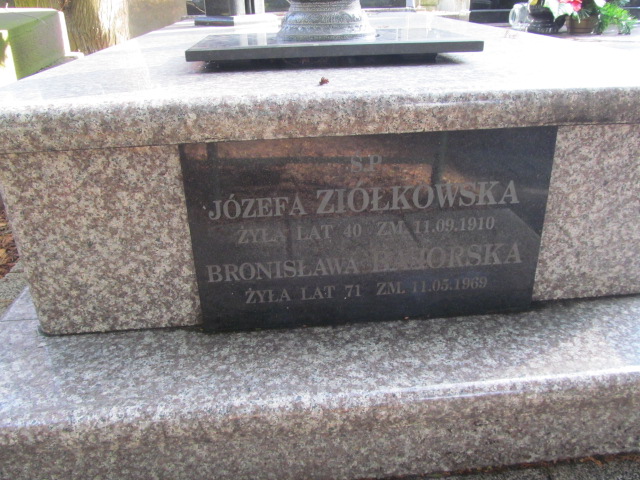 Ś.P.
JÓZEFA ZIÓŁKOWSKA
ŻYŁA LAT 40 ZM. 11.09.1910
BRONISŁAWA
ŻYŁA LAT 71 ZM. 11.05.1969